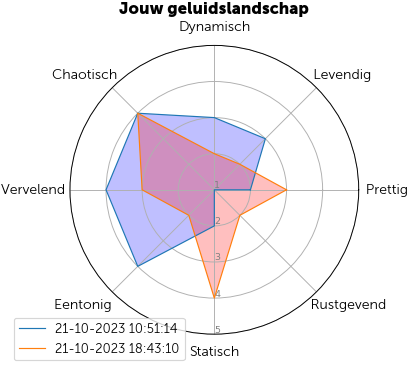 Jouw geluidslandschap
Dynamisch
Chaotisch
Levendig
Vervelend
1
Prettig
2
3
4
Eentonig
Rustgevend
21-10-2023 10:51:14
5
21-10-2023 18:43:10
Statisch